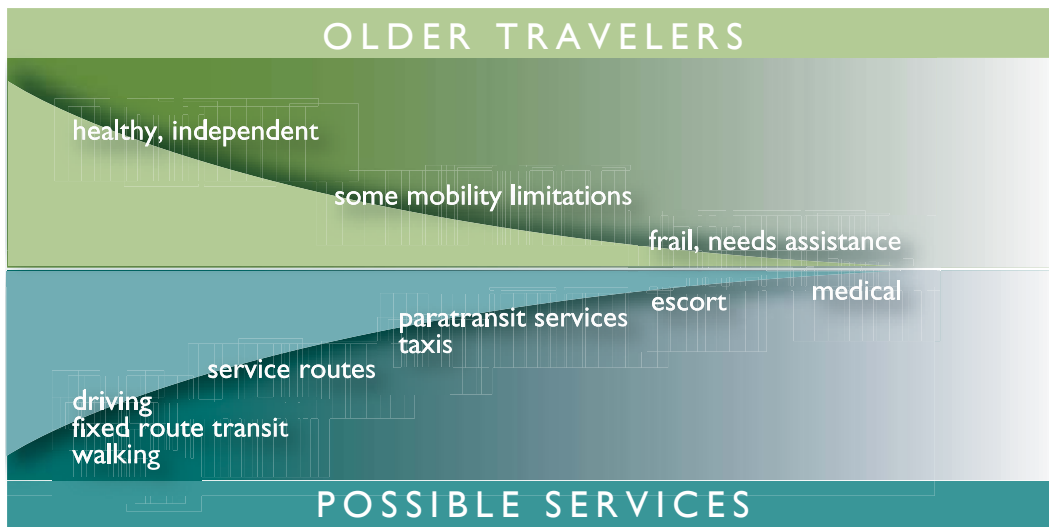 OLDER TRAVELERS
healthy, independent
some mobility limitations
frail, needs assistance
medical
escort
paratransit services
taxis
service routes
driving
fixed route transit
walking
POSSIBLE SERVICES